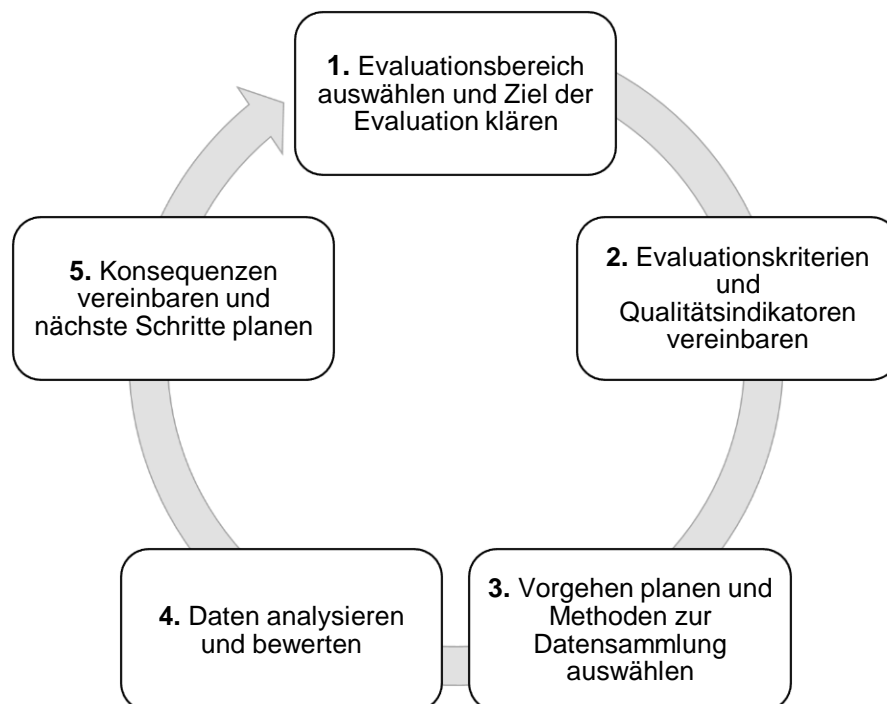 1. Evaluationsbereich
auswählen und Ziel der
Evaluation klären
2. Evaluationskriterien
und
Qualitätsindikatoren
vereinbaren
3. Vorgehen planen und
Methoden zur
Datensammlung
auswählen
4. Daten analysieren
und bewerten
5. Konsequenzen
vereinbaren und
nächste Schritte planen